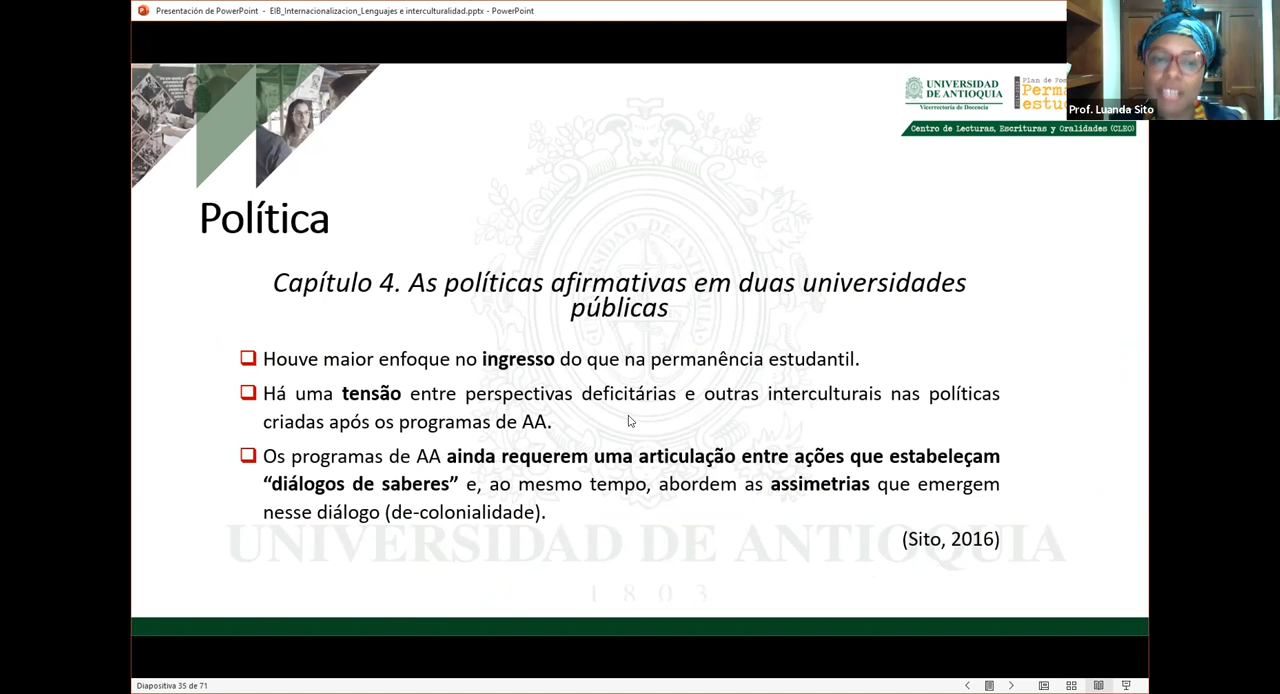 Presentación de PowerPoint - EIB_Internacionalizacion_Lenguajes e interculturalidad.pptx - PowerPoint
UNIVERSIDAD
DE ANTIOQUIA
Vicerrectoría de Docencia
Plan de
Perma
estu
Prof. Luanda Sito
Centro de Lecturas, Escrituras y Oralidades (CLEO)
Política
Capítulo 4. As políticas afirmativas em duas universidades
públicas
Houve maior enfoque no ingresso do que na permanência estudantil.
Há uma tensão entre perspectivas deficitárias e outras interculturais nas políticas
criadas após os programas de AA.
Os programas de AA ainda requerem uma articulação entre ações que estabeleçam
“diálogos de saberes” e, ao mesmo tempo, abordem as assimetrias que emergem
nesse diálogo (de-colonialidade).
(Sito, 2016)
UNIVERSIDAD DE ANTIOQUIA
1803
Diapositiva 35 de 71